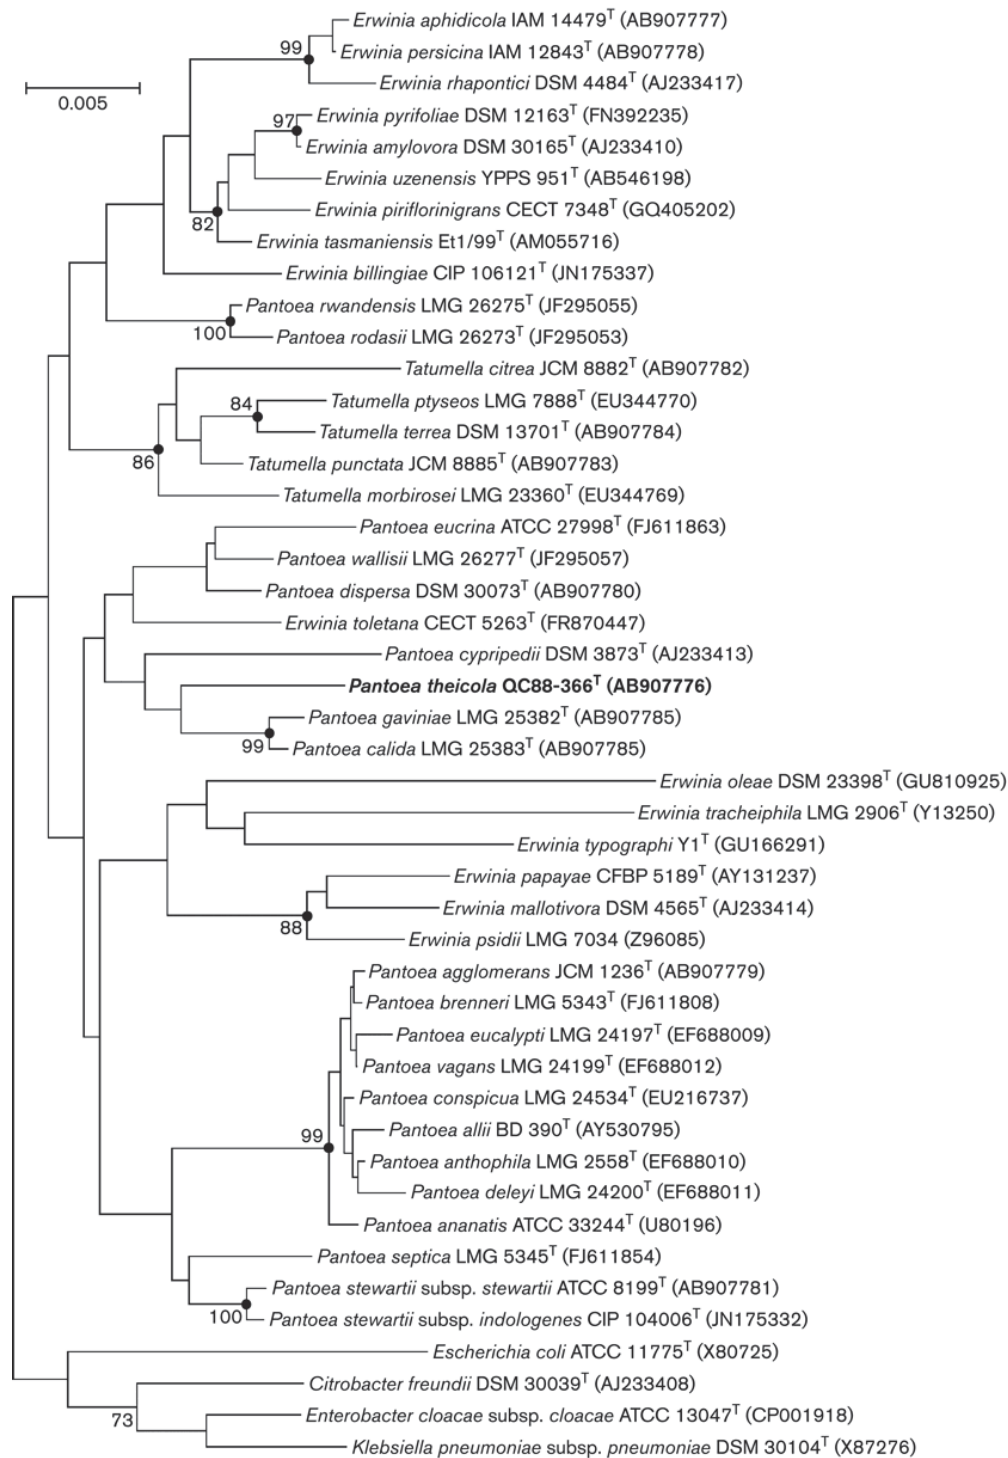 Erwinia aphidicola IAM 14479T (AB907777)
Erwinia persicina IAM 12843T (AB907778)
99
Erwinia rhapontici DSM 4484T (AJ233417)
0.005
Erwinia pyrifoliae DSM 12163T (FN392235)
97
Erwinia amylovora DSM 30165T (AJ233410)
Erwinia uzenensis YPPS 951T (AB546198)
Erwinia piriflorinigrans CECT 7348T (GQ405202)
82
Erwinia tasmaniensis Et1/99T (AM055716)
Erwinia billingiae CIP 106121T (JN175337)
Pantoea rwandensis LMG 26275T (JF295055)
100
Pantoea rodasii LMG 26273T (JF295053)
Tatumella citrea JCM 8882T (AB907782)
84
Tatumella ptyseos LMG 7888T (EU344770)
Tatumella terrea DSM 13701T (AB907784)
86
Tatumella punctata JCM 8885T (AB907783)
Tatumella morbirosei LMG 23360T (EU344769)
Pantoea eucrina ATCC 27998T (FJ611863)
Pantoea wallisii LMG 26277T (JF295057)
Pantoea dispersa DSM 30073T (AB907780)
Erwinia toletana CECT 5263T (FR870447)
Pantoea cypripedii DSM 3873T (AJ233413)
Pantoea theicola QC88-366T (AB907776)
Pantoea gaviniae LMG 25382T (AB907785)
99
Pantoea calida LMG 25383T (AB907785)
Erwinia oleae DSM 23398T (GU810925)
Erwinia tracheiphila LMG 2906T (Y13250)
Erwinia typographi Y1T (GU166291)
Erwinia papayae CFBP 5189T (AY131237)
Erwinia mallotivora DSM 4565T (AJ233414)
88
Erwinia psidii LMG 7034 (Z96085)
Pantoea agglomerans JCM 1236T (AB907779)
Pantoea brenneri LMG 5343T (FJ611808)
Pantoea eucalypti LMG 24197T (EF688009)
Pantoea vagans LMG 24199T (EF688012)
Pantoea conspicua LMG 24534T (EU216737)
99
Pantoea allii BD 390T (AY530795)
Pantoea anthophila LMG 2558T (EF688010)
Pantoea deleyi LMG 24200T (EF688011)
Pantoea ananatis ATCC 33244T (U80196)
Pantoea septica LMG 5345T (FJ611854)
Pantoea stewartii subsp. stewartii ATCC 8199T (AB907781)
100
Pantoea stewartii subsp. indologenes CIP 104006T (JN175332)
Escherichia coli ATCC 11775T (X80725)
Citrobacter freundii DSM 30039T (AJ233408)
73
Enterobacter cloacae subsp. cloacae ATCC 13047T (CP001918)
Klebsiella pneumoniae subsp. pneumoniae DSM 30104T (X87276)